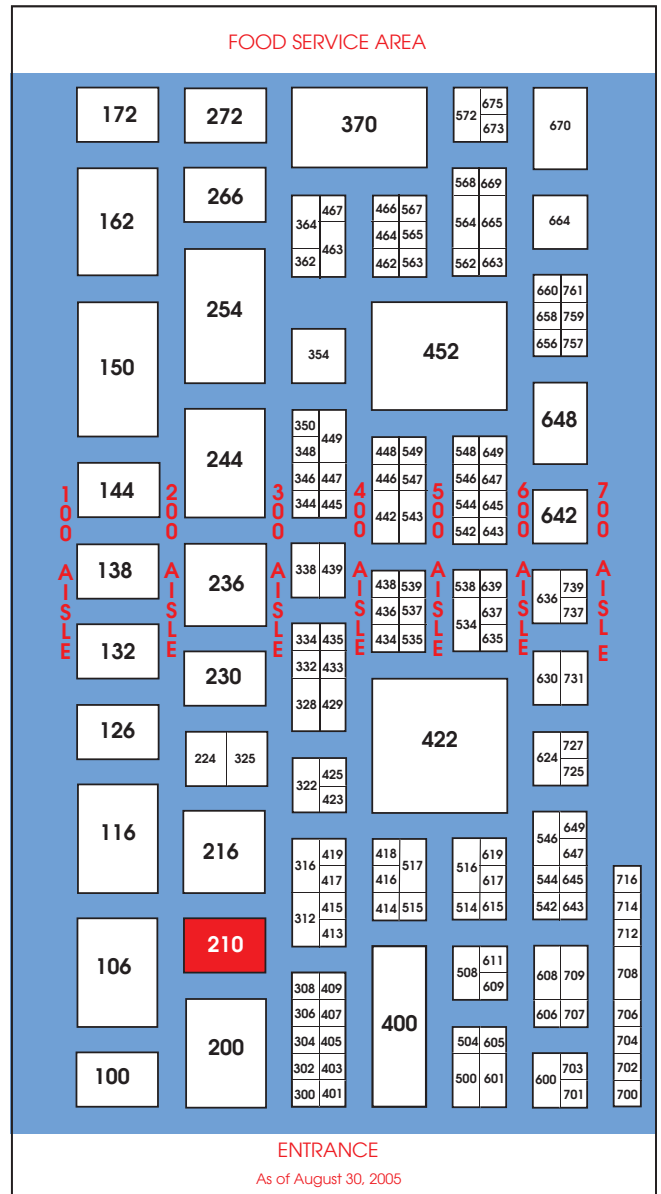 FOOD SERVICE AREA
172 272 370 572 675 670
673
162 266 364 467 466 567 568 669 664
463 464 565 564 665
362 462 563 562 663
254 660 761
658 759
656 757
150 354 452
648
244 350 449
348 448 549 548 649
346 447 446 547 546 647
144 344 445 442 543 544 645 642
542 643
100 AISLE
200 AISLE
300 AISLE
400 AISLE
500 AISLE
600 AISLE
700 AISLE
138 236 338 439 438 539 538 639 636 739
436 537 534 637 737
434 535 635
132 334 435
332 433
230 328 429 630 731
126 422
224 325 322 425 624 727
423 725
116 216 316 419 418 517 516 619 546 649
417 416 617 647
312 415 414 515 514 615 544 645
413 542 643
716
714
712
708
706
704
702
700
106 210 508 611 608 709
609
606 707
308 409 400
306 407
200 304 405 504 605
100 302 403 500 601 600 703
300 401 701
ENTRANCE
As of August 30, 2005